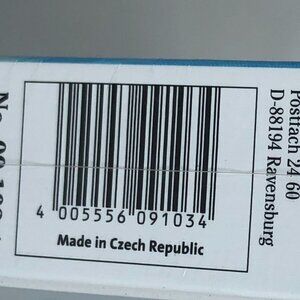 4 005556 091034
Made in Czech Republic
Postfach 24 60
D-88194 Ravensburg